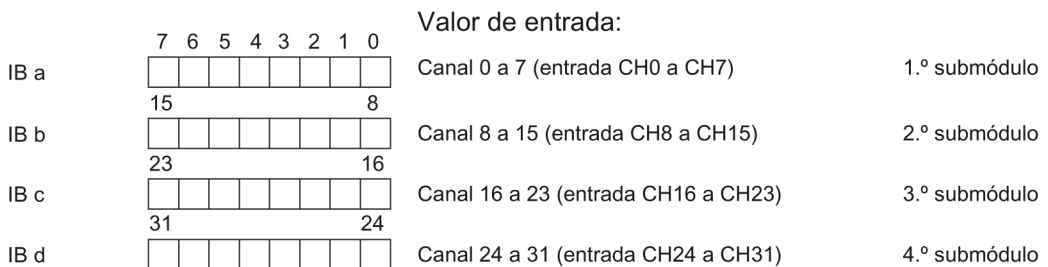 Valor de entrada:
7 6 5 4 3 2 1 0
IB a Canal 0 a 7 (entrada CH0 a CH7) 1.º submódulo
15 8
IB b Canal 8 a 15 (entrada CH8 a CH15) 2.º submódulo
23 16
IB c Canal 16 a 23 (entrada CH16 a CH23) 3.º submódulo
31 24
IB d Canal 24 a 31 (entrada CH24 a CH31) 4.º submódulo